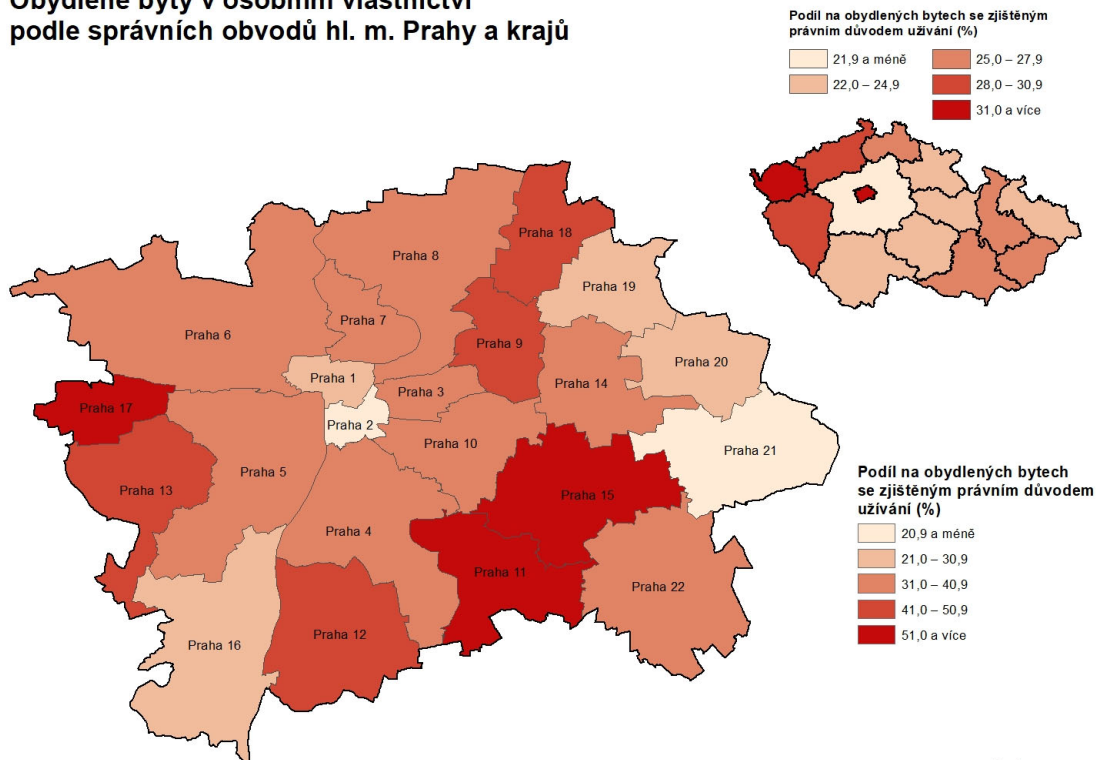 Obydlené byty v osobním vlastnictví
podle správních obvodů hl. m. Prahy a krajů
Podíl na obydlených bytech se zjištěným
právním důvodem užívání (%)
21,9 a méně
22,0 – 24,9
25,0 – 27,9
28,0 – 30,9
31,0 a více
Praha 18
Praha 8
Praha 19
Praha 7
Praha 6
Praha 9
Praha 20
Praha 1
Praha 14
Praha 3
Praha 17
Praha 2
Praha 10
Praha 21
Praha 5
Praha 13
Praha 15
Praha 4
Praha 11
Praha 22
Praha 12
Praha 16
Podíl na obydlených bytech
se zjištěným právním důvodem
užívání (%)
20,9 a méně
21,0 – 30,9
31,0 – 40,9
41,0 – 50,9
51,0 a více